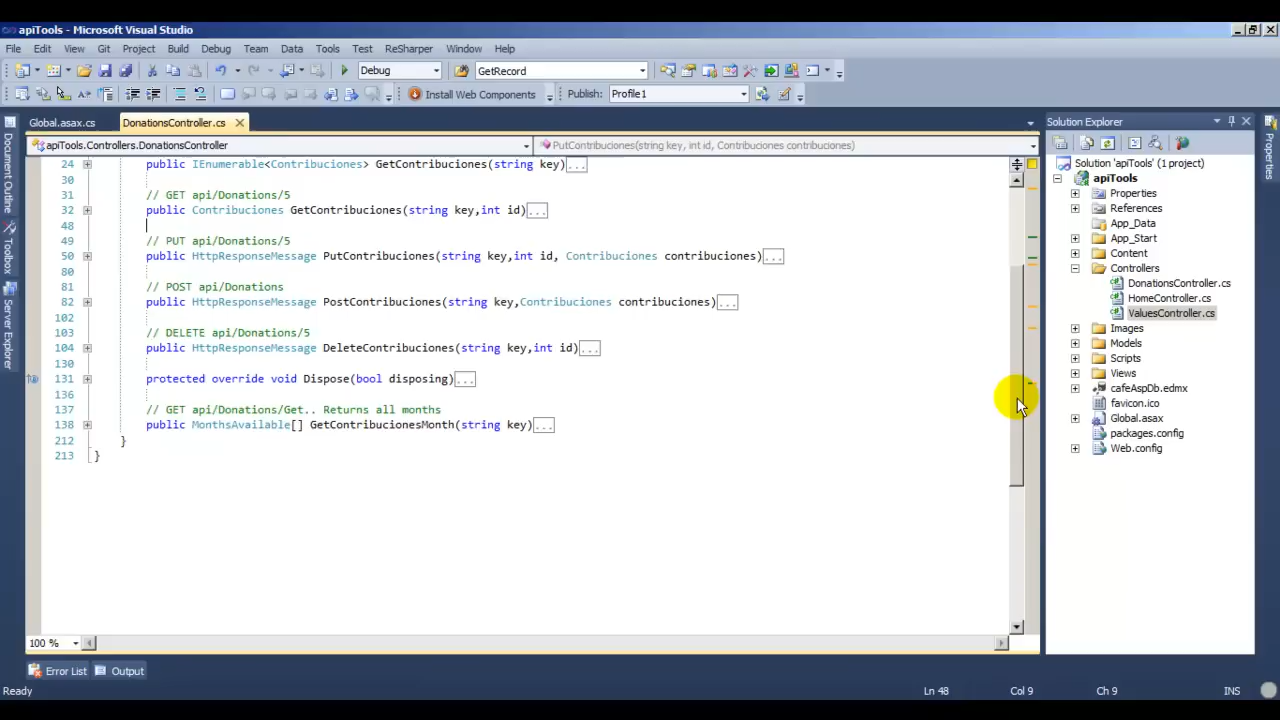 apiTools - Microsoft Visual Studio
File Edit View Git Project Build Debug Team Data Tools Test ReSharper Window Help
Debug GetRecord
Install Web Components Publish: Profile1
Global.asax.cs DonationsController.cs
apiTools.Controllers.DonationsController PutContribuciones(string key, int id, Contribuciones contribuciones)
24 public IEnumerable<Contribuciones> GetContribuciones(string key)...
30
31 // GET api/Donations/5
32 public Contribuciones GetContribuciones(string key,int id)...
48
49 // PUT api/Donations/5
50 public HttpResponseMessage PutContribuciones(string key,int id, Contribuciones contribuciones)...
80
81 // POST api/Donations
82 public HttpResponseMessage PostContribuciones(string key,Contribuciones contribuciones)...
102
103 // DELETE api/Donations/5
104 public HttpResponseMessage DeleteContribuciones(string key,int id)...
130
131 protected override void Dispose(bool disposing)...
136
137 // GET api/Donations/Get.. Returns all months
138 public MonthsAvailable[] GetContribucionesMonth(string key)...
212 }
213 }
100 %
Document Outline
Toolbox
Server Explorer
Solution Explorer
Solution 'apiTools' (1 project)
apiTools
Properties
References
App_Data
App_Start
Content
Controllers
DonationsController.cs
HomeController.cs
ValuesController.cs
Images
Models
Scripts
Views
cafeAspDb.edmx
favicon.ico
Global.asax
packages.config
Web.config
Properties
Error List Output
Ready Ln 48 Col 9 Ch 9 INS